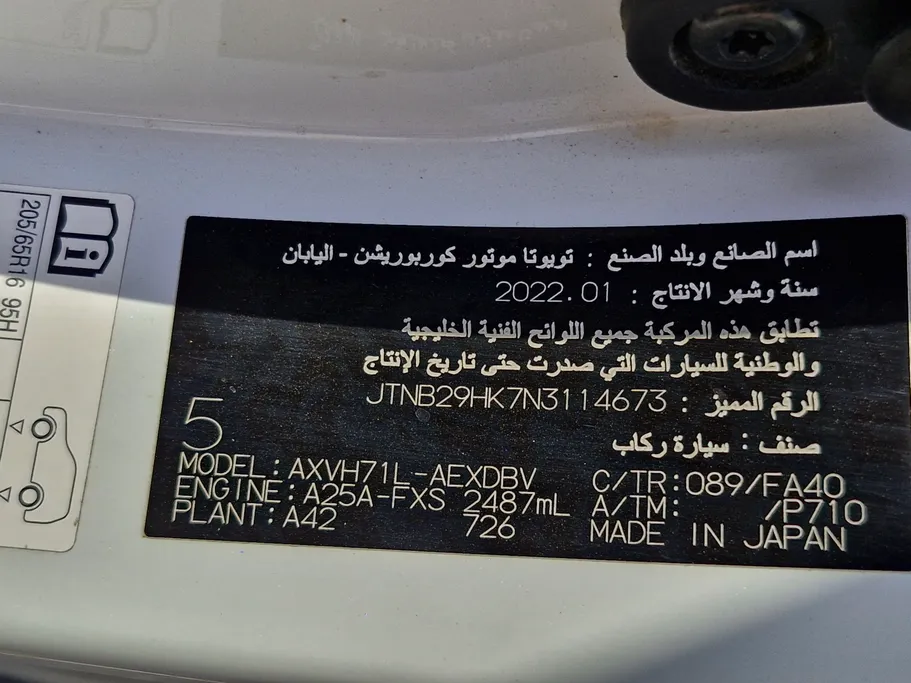 205/65R16 95H
اسم الصانع وبلد الصنع : تويوتا موتور كوربوريشن - اليابان
سنة وشهر الانتاج : 2022.01
تطابق هذه المركبة جميع اللوائح الفنية الخليجية
والوطنية للسيارات التي صدرت حتى تاريخ الإنتاج
الرقم المميز : JTNB29HK7N3114673
صنف : سيارة ركاب
5
MODEL: AXVH71L-AEXDBV C/TR: 089/FA40
ENGINE: A25A-FXS 2487mL A/TM: /P710
PLANT: A42 726 MADE IN JAPAN